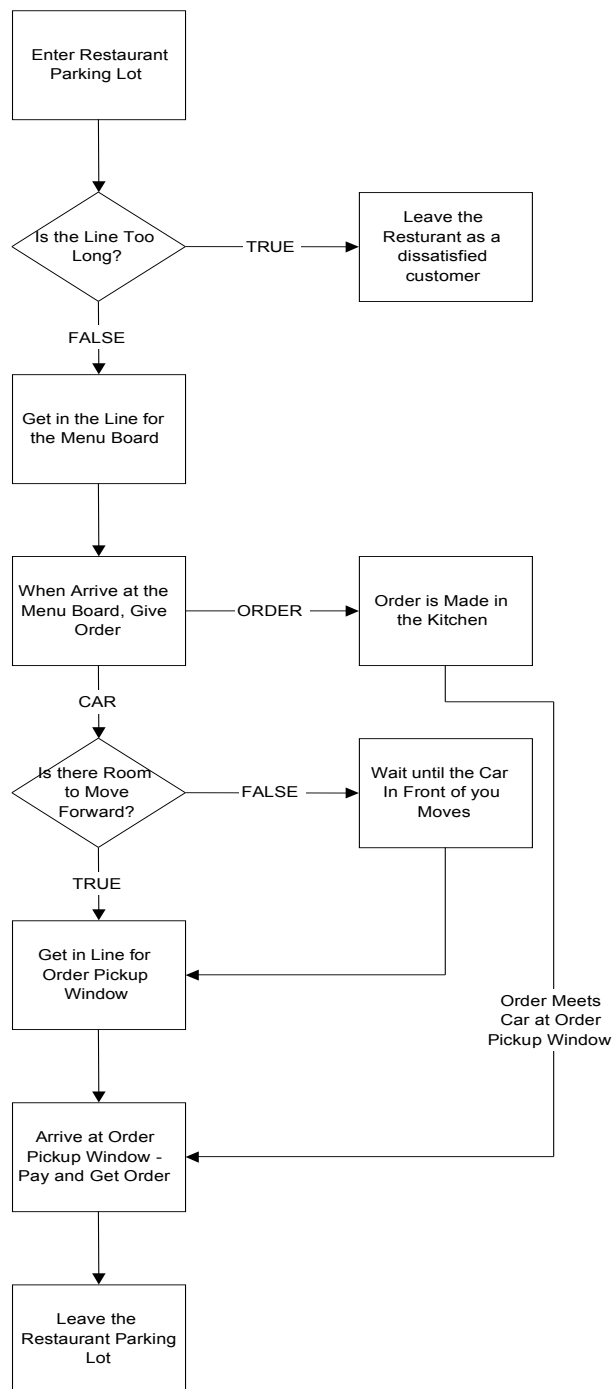 Enter Restaurant
Parking Lot
Is the Line Too
Long?
TRUE
Leave the
Resturant as a
dissatisfied
customer
FALSE
Get in the Line for
the Menu Board
When Arrive at the
Menu Board, Give
Order
ORDER
Order is Made in
the Kitchen
CAR
Is there Room
to Move
Forward?
FALSE
Wait until the Car
In Front of you
Moves
TRUE
Get in Line for
Order Pickup
Window
Order Meets
Car at Order
Pickup Window
Arrive at Order
Pickup Window -
Pay and Get Order
Leave the
Restaurant Parking
Lot